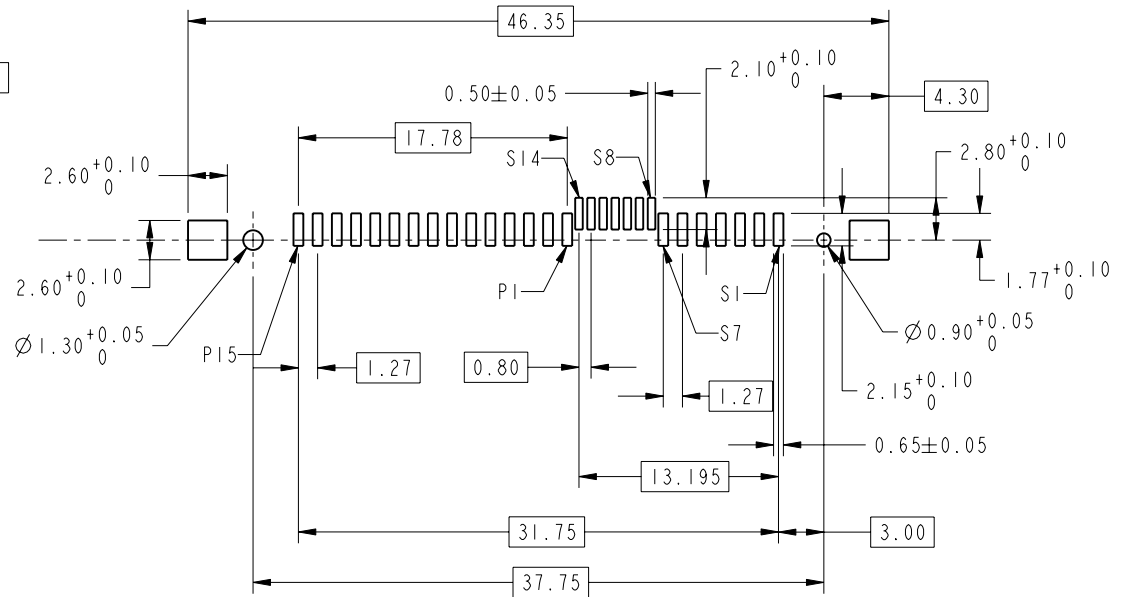 46.35
2.10 +0.10 0
0.50±0.05
4.30
17.78
2.80 +0.10 0
S14
S8
2.60 +0.10 0
P1
S1
1.77 +0.10 0
2.60 +0.10 0
S7
Ø0.90 +0.05 0
Ø1.30 +0.05 0
P15
1.27
0.80
1.27
2.15 +0.10 0
0.65±0.05
13.195
31.75
3.00
37.75